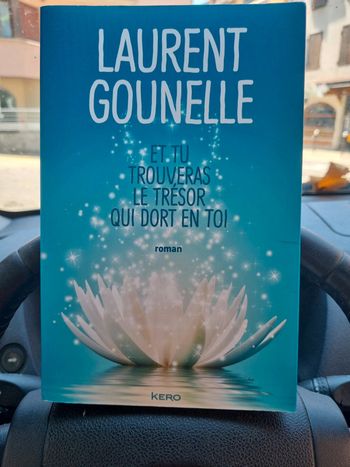 LAURENT
GOUNELLE
ET TU
TROUVERAS
LE TRÉSOR
QUI DORT EN TOI
roman
KERO